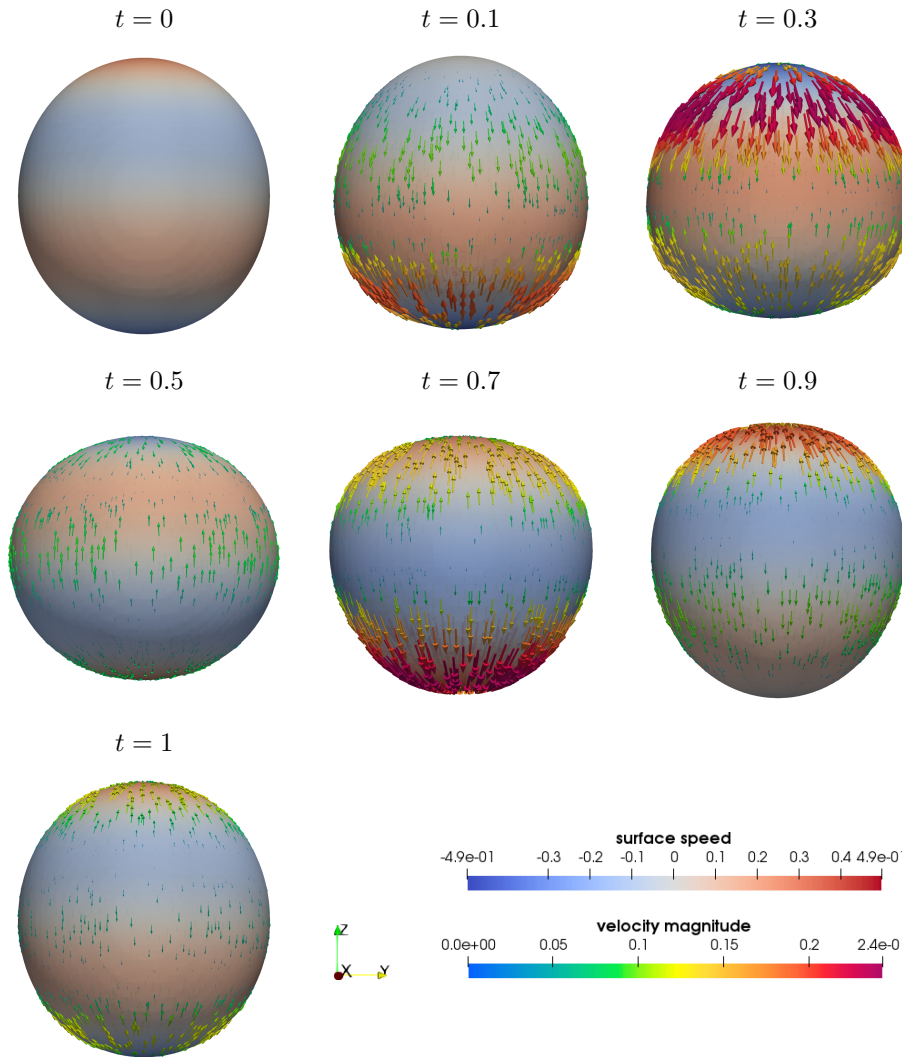 t = 0
t = 0.1
t = 0.3
t = 0.5
t = 0.7
t = 0.9
t = 1
surface speed
-4.9e-01 -0.3 -0.2 -0.1 0 0.1 0.2 0.3 0.4 4.9e-0
velocity magnitude
0.0e+00 0.05 0.1 0.15 0.2 2.4e-0
Z
X Y